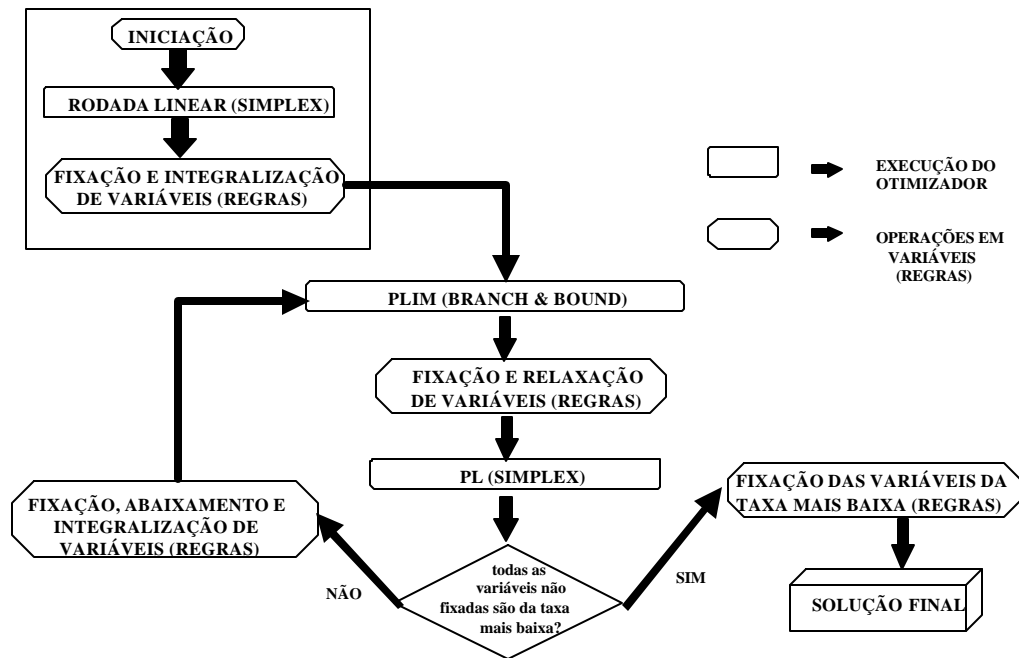 INICIAÇÃO
RODADA LINEAR (SIMPLEX)
FIXAÇÃO E INTEGRALIZAÇÃO
DE VARIÁVEIS (REGRAS)
EXECUÇÃO DO
OTIMIZADOR
OPERAÇÕES EM
VARIÁVEIS
(REGRAS)
PLIM (BRANCH & BOUND)
FIXAÇÃO E RELAXAÇÃO
DE VARIÁVEIS (REGRAS)
PL (SIMPLEX)
FIXAÇÃO DAS VARIÁVEIS DA
TAXA MAIS BAIXA (REGRAS)
FIXAÇÃO, ABAIXAMENTO E
INTEGRALIZAÇÃO DE
VARIÁVEIS (REGRAS)
todas as
variáveis não
fixadas são da taxa
mais baixa?
NÃO
SIM
SOLUÇÃO FINAL